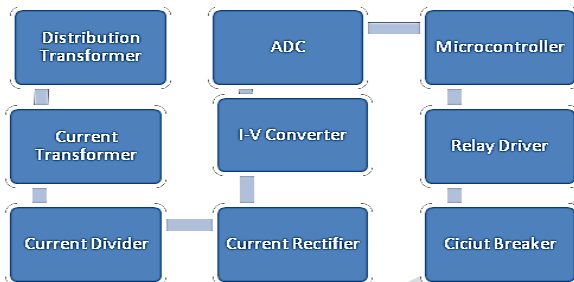 Distribution
Transformer
ADC
Microcontroller
Current
Transformer
I-V Converter
Relay Driver
Current Divider
Current Rectifier
Ciciut Breaker